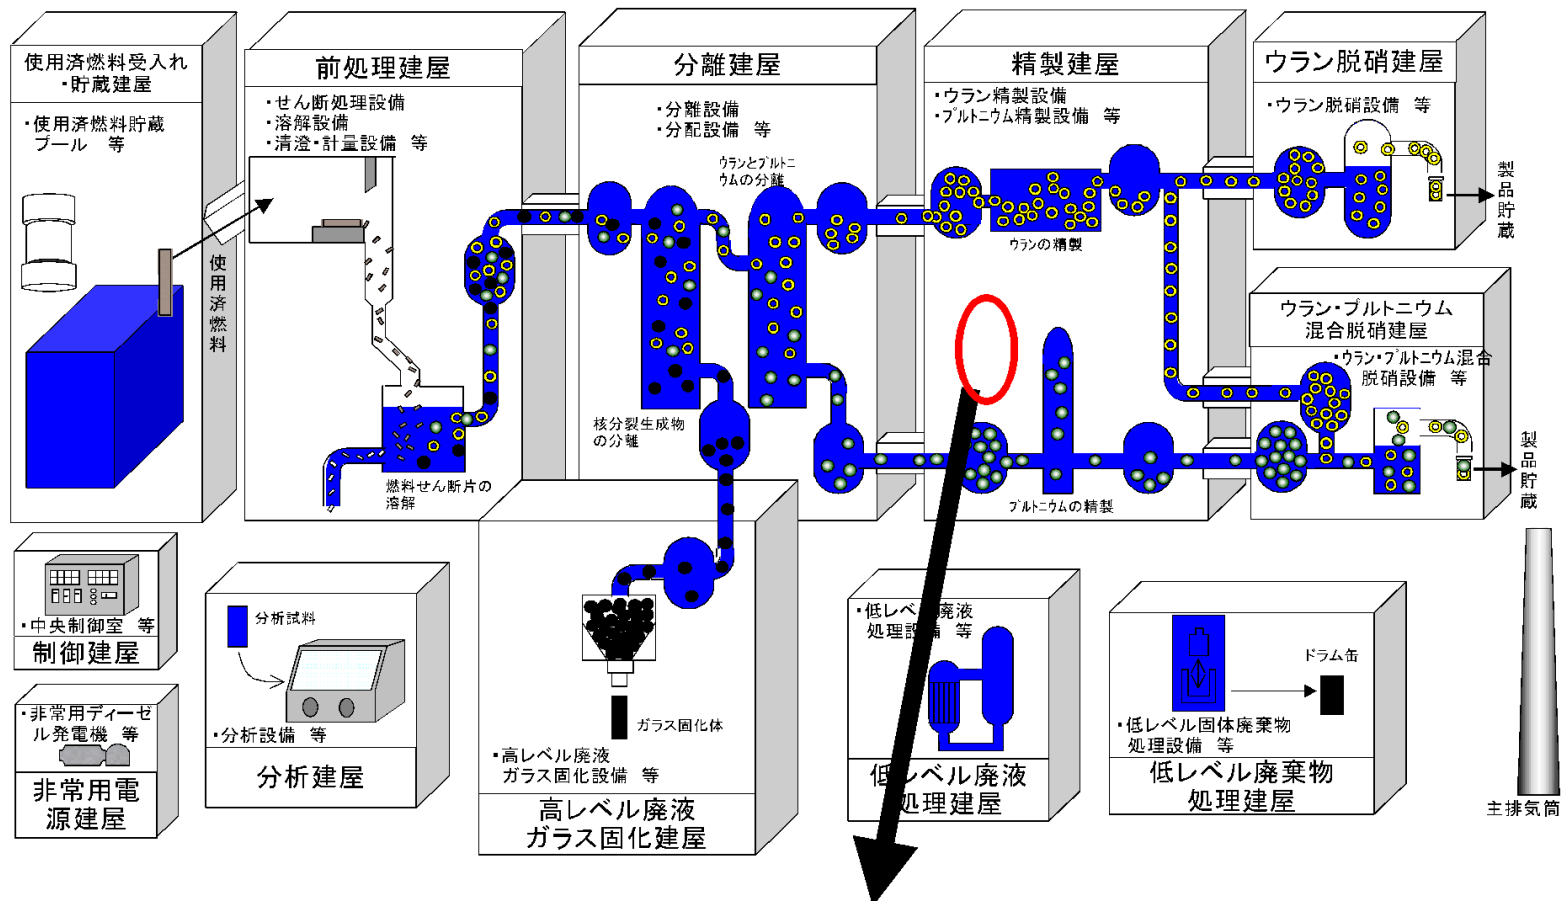 使用済燃料受入れ
・貯蔵建屋
・使用済燃料貯蔵
プール 等
使用済燃料
前処理建屋
・せん断処理設備
・溶解設備
・清澄・計量設備 等
燃料せん断片の
溶解
分離建屋
・分離設備
・分配設備 等
ウランとプルトニ
ウムの分離
核分裂生成物
の分離
精製建屋
・ウラン精製設備
・プルトニウム精製設備 等
ウランの精製
プルトニウムの精製
ウラン脱硝建屋
・ウラン脱硝設備 等
製品貯蔵
ウラン・プルトニウム
混合脱硝建屋
・ウラン・プルトニウム混合
脱硝設備 等
製品貯蔵
・中央制御室 等
制御建屋
・非常用ディーゼ
ル発電機 等
非常用電
源建屋
分析試料
・分析設備 等
分析建屋
ガラス固化体
・高レベル廃液
ガラス固化設備 等
高レベル廃液
ガラス固化建屋
・低レベル廃液
処理設備 等
低レベル廃液
処理建屋
ドラム缶
・低レベル固体廃棄物
処理設備 等
低レベル廃棄物
処理建屋
主排気筒